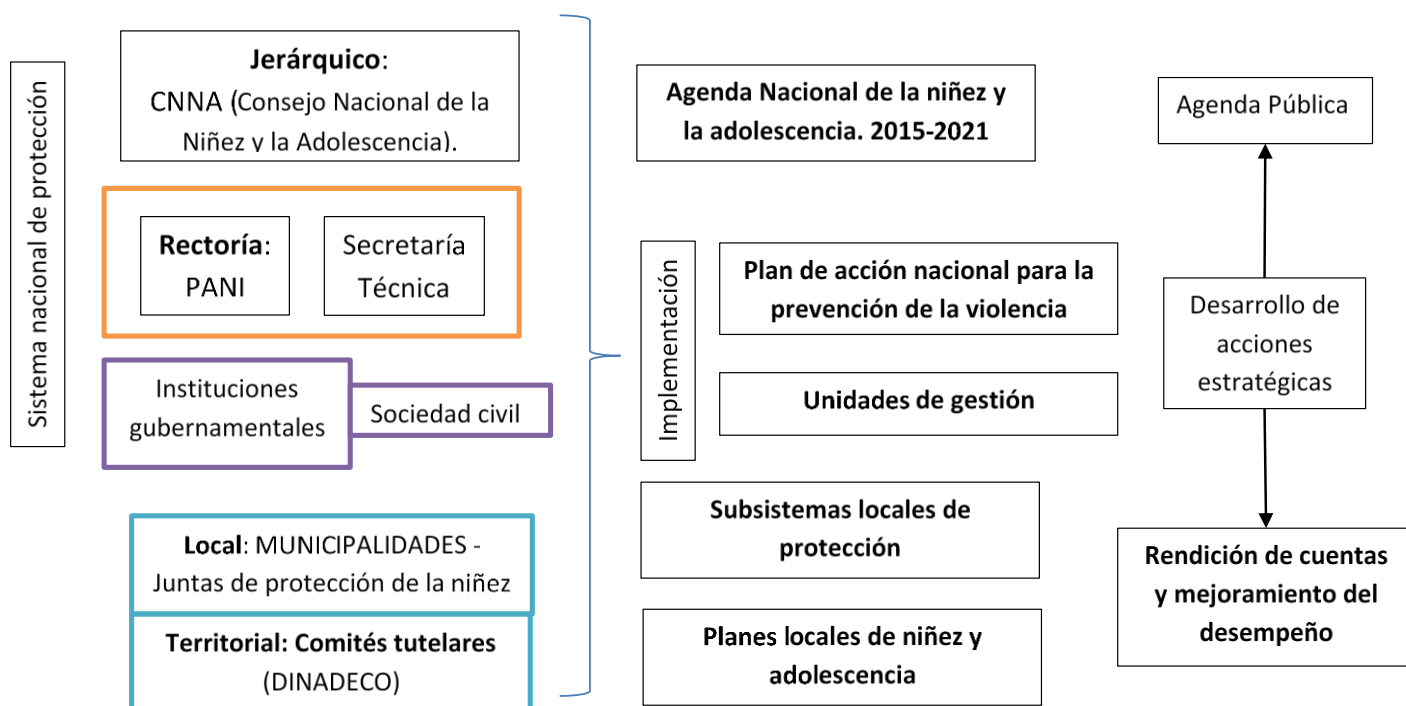 Sistema nacional de protección
Jerárquico:
CNNA (Consejo Nacional de la
Niñez y la Adolescencia).
Rectoría:
PANI
Secretaría
Técnica
Instituciones
gubernamentales
Sociedad civil
Local: MUNICIPALIDADES -
Juntas de protección de la niñez
Territorial: Comités tutelares
(DINADECO)
Agenda Nacional de la niñez y
la adolescencia. 2015-2021
Implementación
Plan de acción nacional para la
prevención de la violencia
Unidades de gestión
Subsistemas locales de
protección
Planes locales de niñez y
adolescencia
Agenda Pública
Desarrollo de
acciones
estratégicas
Rendición de cuentas
y mejoramiento del
desempeño